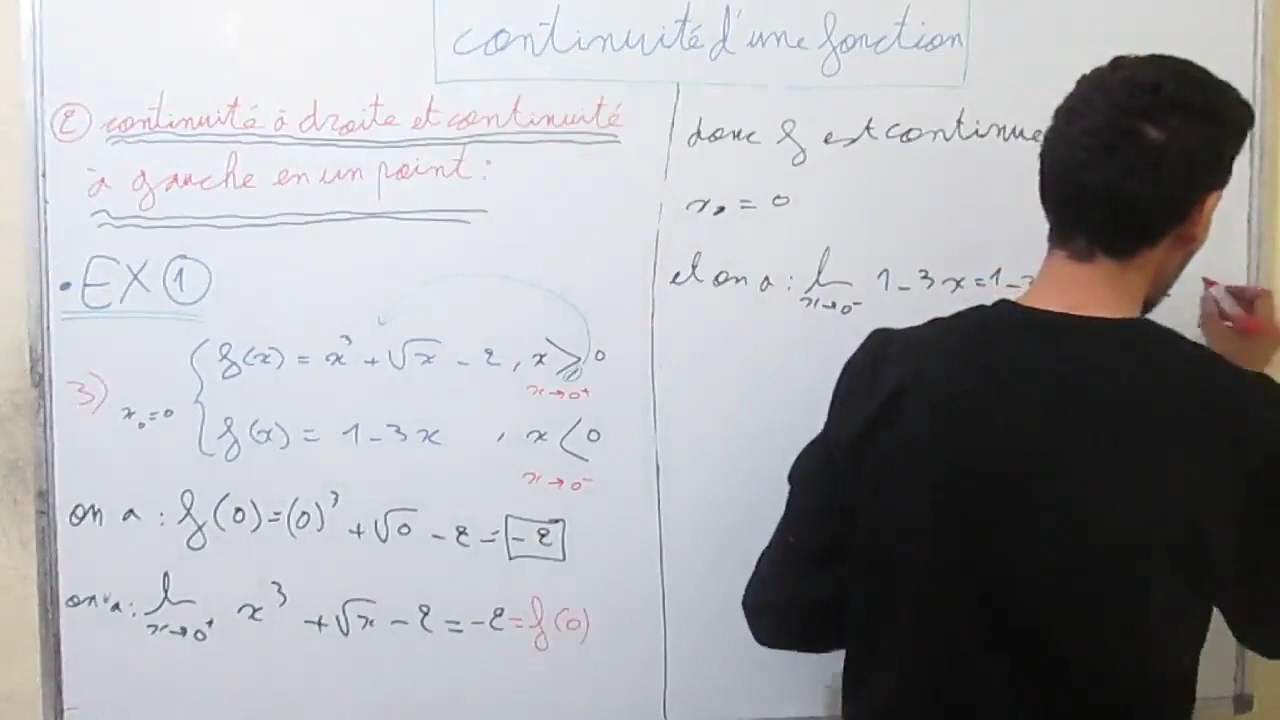 continuité d'une fonction
② continuité à droite et continuité
à gauche en un point :
• EX ①
3) x₀=0
f(x) = x³ + √x - 2 , x ⩾ 0
x→0⁺
f(x) = 1-3x , x < 0
x→0⁻
on a : f(0)=(0)³ + √0 - 2 = -2
on a : lim x→0⁺ x³ + √x - 2 = -2 = f(0)
donc f est continue
x₀ = 0
et on a : lim x→0⁻ 1-3x = 1-3